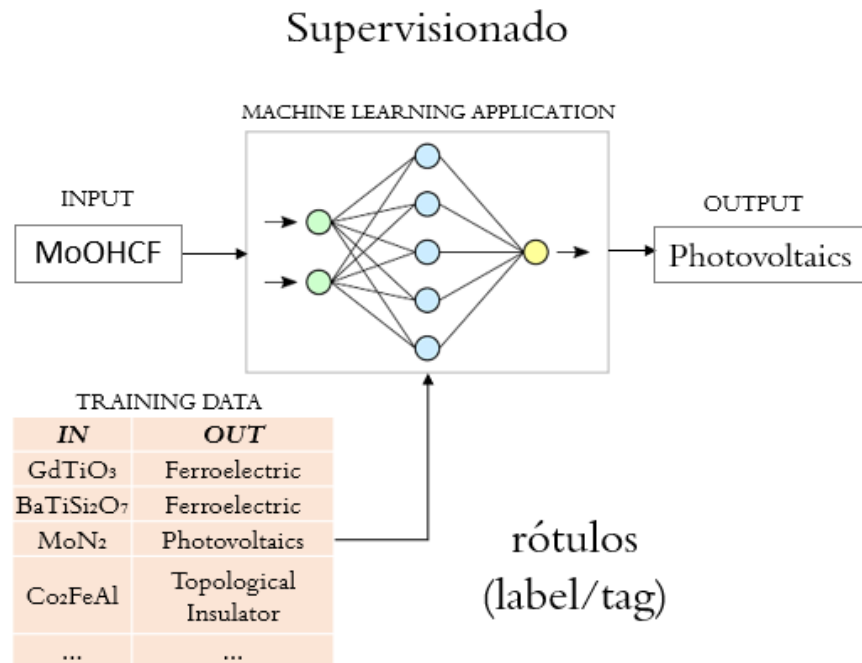 Supervisionado
MACHINE LEARNING APPLICATION
INPUT
MoOHCF
OUTPUT
Photovoltaics
TRAINING DATA
IN OUT
GdTiO₃ Ferroelectric
BaTiSi₂O₇ Ferroelectric
MoN₂ Photovoltaics
Co₂FeAl Topological
Insulator
... ...
rótulos
(label/tag)